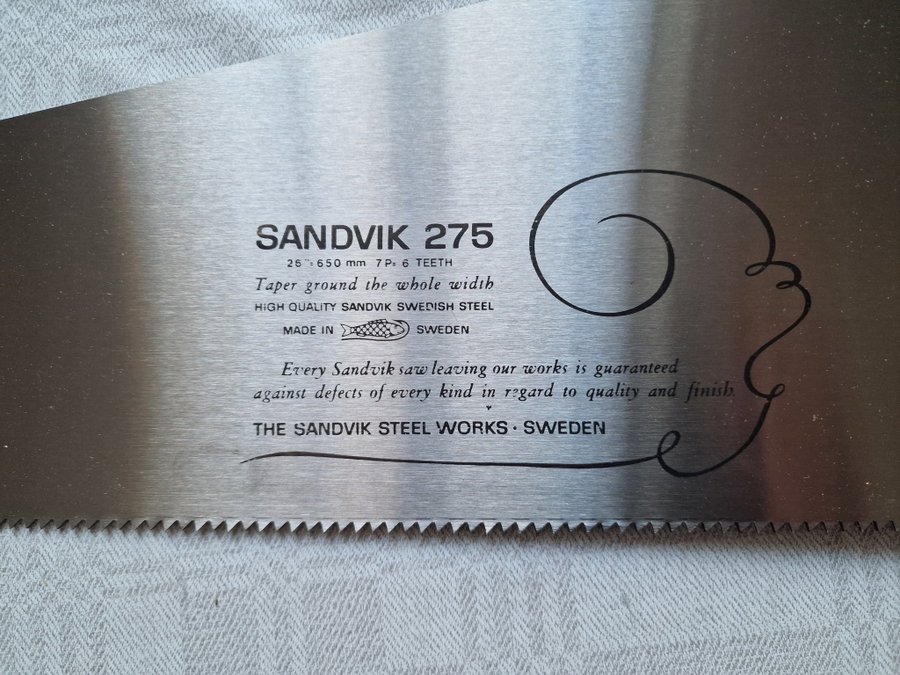 SANDVIK 275
26"= 650 mm 7 P= 6 TEETH
Taper ground the whole width
HIGH QUALITY SANDVIK SWEDISH STEEL
MADE IN SWEDEN
Every Sandvik saw leaving our works is guaranteed
against defects of every kind in regard to quality and finish.
THE SANDVIK STEEL WORKS · SWEDEN